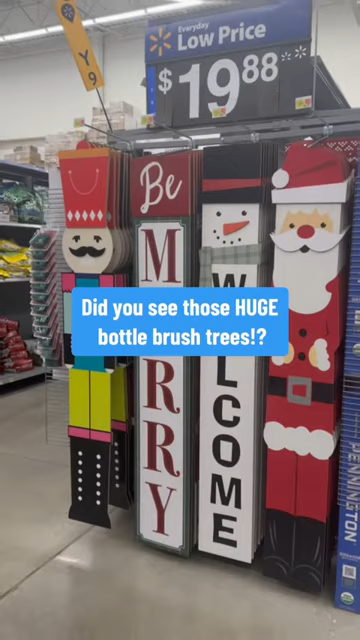 Everyday
Low Price
$19.88
Y9
Be
MERRY
WELCOME
Did you see those HUGE
bottle brush trees!?
PENNINGTON